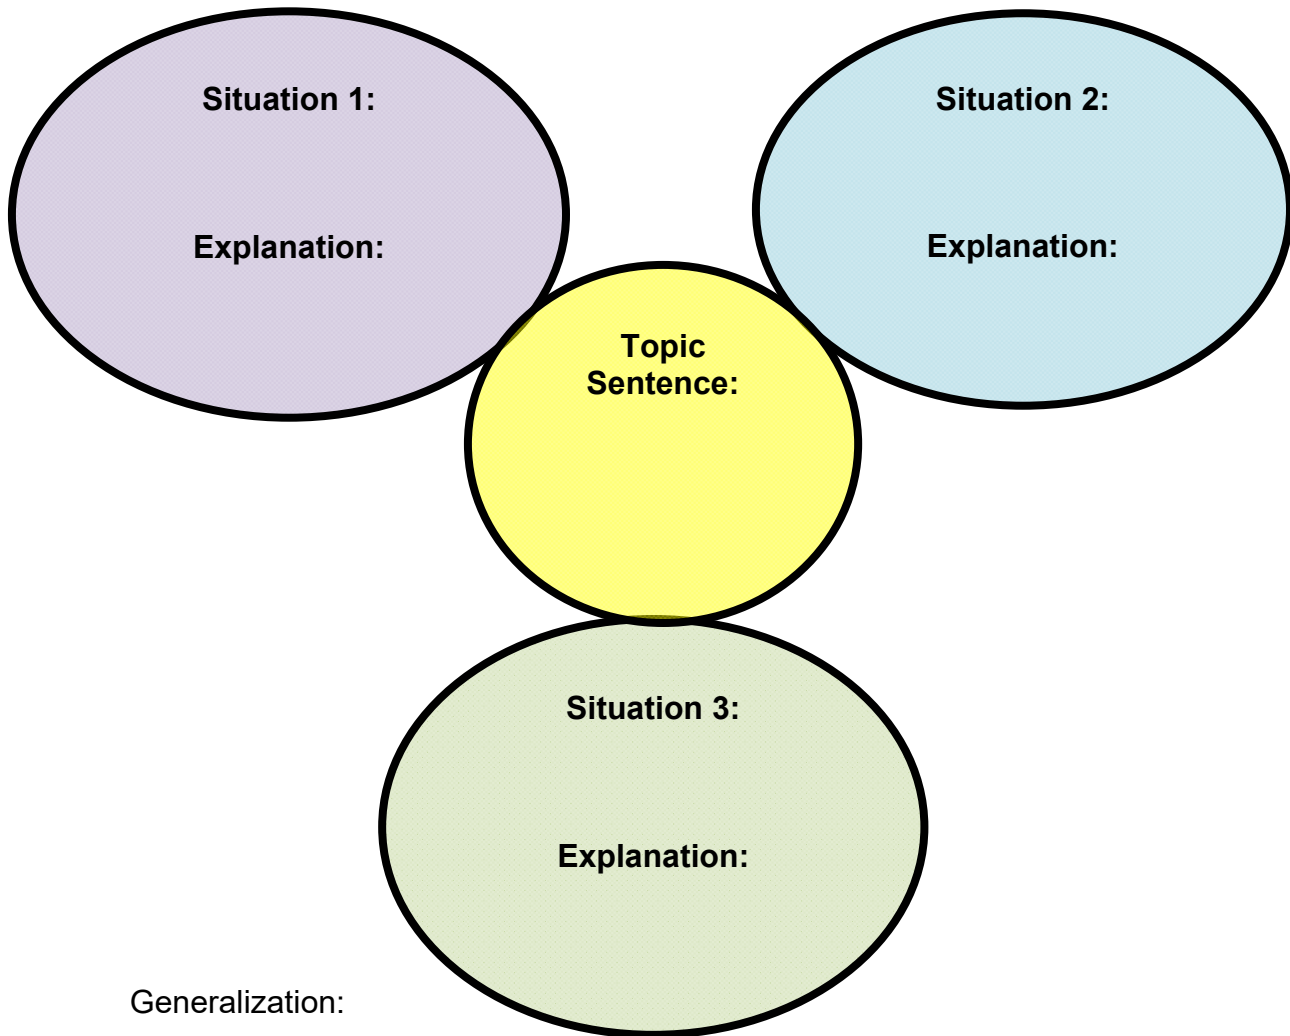 Situation 1:
Explanation:
Situation 2:
Explanation:
Topic
Sentence:
Situation 3:
Explanation:
Generalization: